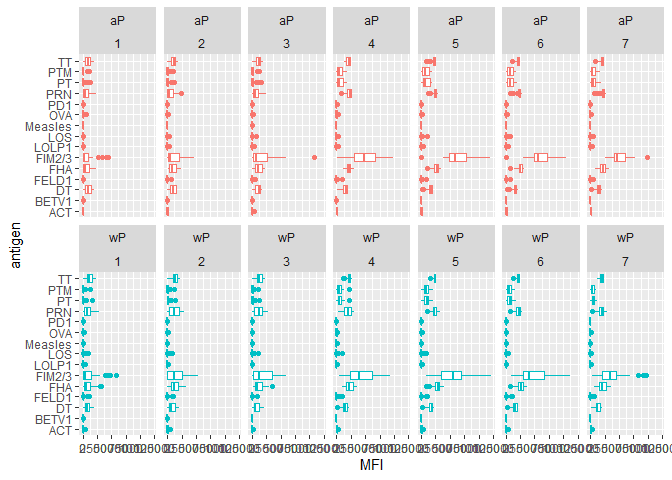 aP aP aP aP aP aP aP
1 2 3 4 5 6 7
TT
PTM
PT
PRN
PD1
OVA
Measles
LOS
LOLP1
FIM2/3
FHA
FELD1
DT
BETV1
ACT
antigen
wP wP wP wP wP wP wP
1 2 3 4 5 6 7
TT
PTM
PT
PRN
PD1
OVA
Measles
LOS
LOLP1
FIM2/3
FHA
FELD1
DT
BETV1
ACT
MFI